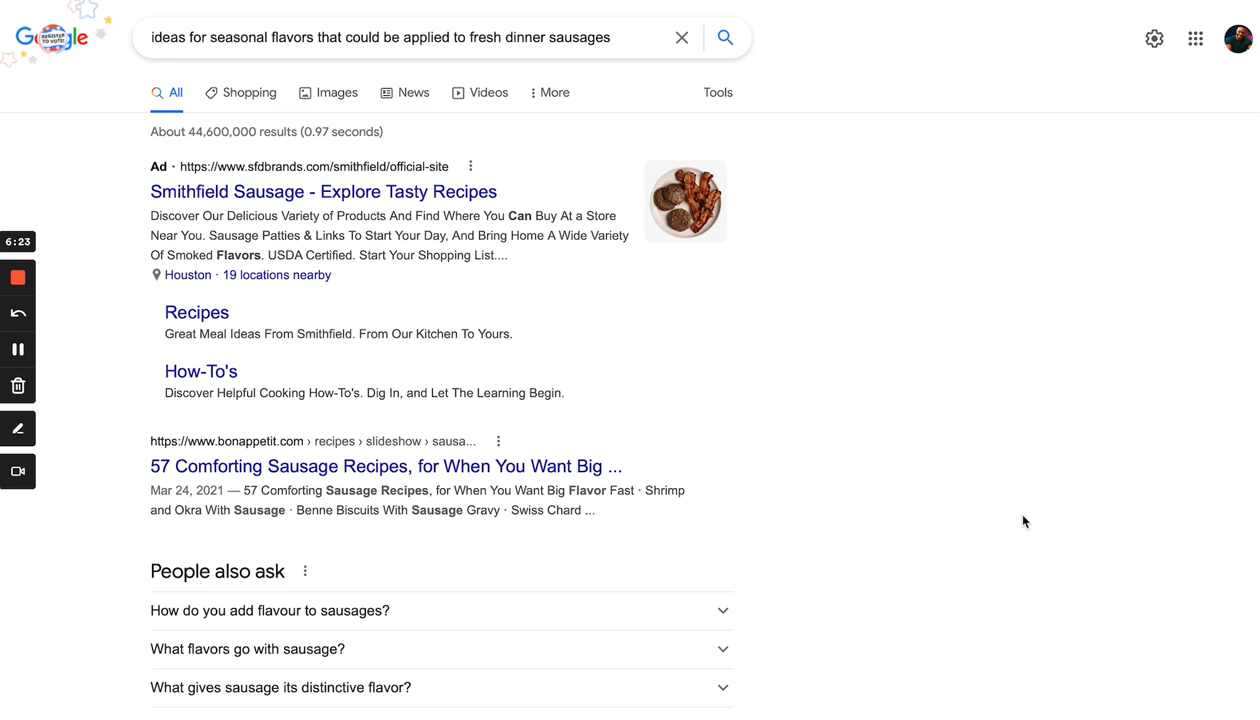 Google
REGISTER TO VOTE!
ideas for seasonal flavors that could be applied to fresh dinner sausages
All Shopping Images News Videos More Tools
About 44,600,000 results (0.97 seconds)
Ad · https://www.sfdbrands.com/smithfield/official-site
Smithfield Sausage - Explore Tasty Recipes
Discover Our Delicious Variety of Products And Find Where You Can Buy At a Store
Near You. Sausage Patties & Links To Start Your Day, And Bring Home A Wide Variety
Of Smoked Flavors. USDA Certified. Start Your Shopping List....
Houston · 19 locations nearby
6:23
Recipes
Great Meal Ideas From Smithfield. From Our Kitchen To Yours.
How-To's
Discover Helpful Cooking How-To's. Dig In, and Let The Learning Begin.
https://www.bonappetit.com › recipes › slideshow › sausa...
57 Comforting Sausage Recipes, for When You Want Big ...
Mar 24, 2021 — 57 Comforting Sausage Recipes, for When You Want Big Flavor Fast · Shrimp
and Okra With Sausage · Benne Biscuits With Sausage Gravy · Swiss Chard ...
People also ask
How do you add flavour to sausages?
What flavors go with sausage?
What gives sausage its distinctive flavor?